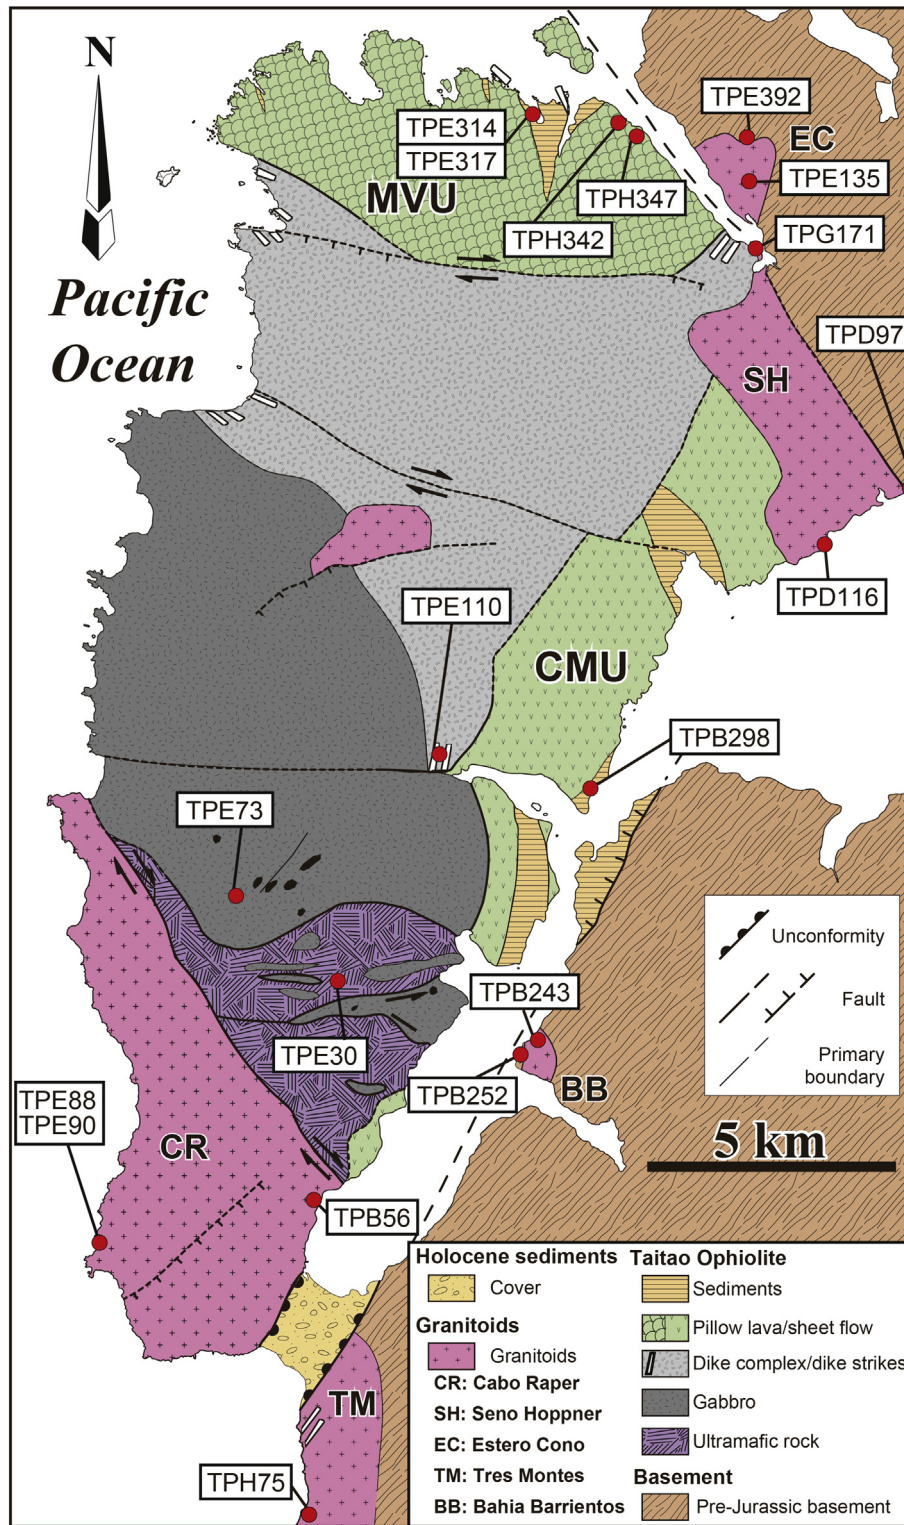 N
TPE392
EC
TPE314
TPE317
TPE135
MVU
TPH347
TPH342
TPG171
Pacific
Ocean
TPD97
SH
TPE110
TPD116
CMU
TPB298
TPE73
Unconformity
Fault
Primary
boundary
TPB243
TPE30
TPB252
BB
TPE88
TPE90
CR
5 km
TPB56
Holocene sediments
Cover
Granitoids
Granitoids
CR: Cabo Raper
SH: Seno Hoppner
EC: Estero Cono
TM: Tres Montes
BB: Bahia Barrientos
Taitao Ophiolite
Sediments
Pillow lava/sheet flow
Dike complex/dike strikes
Gabbro
Ultramafic rock
Basement
Pre-Jurassic basement
TM
TPH75